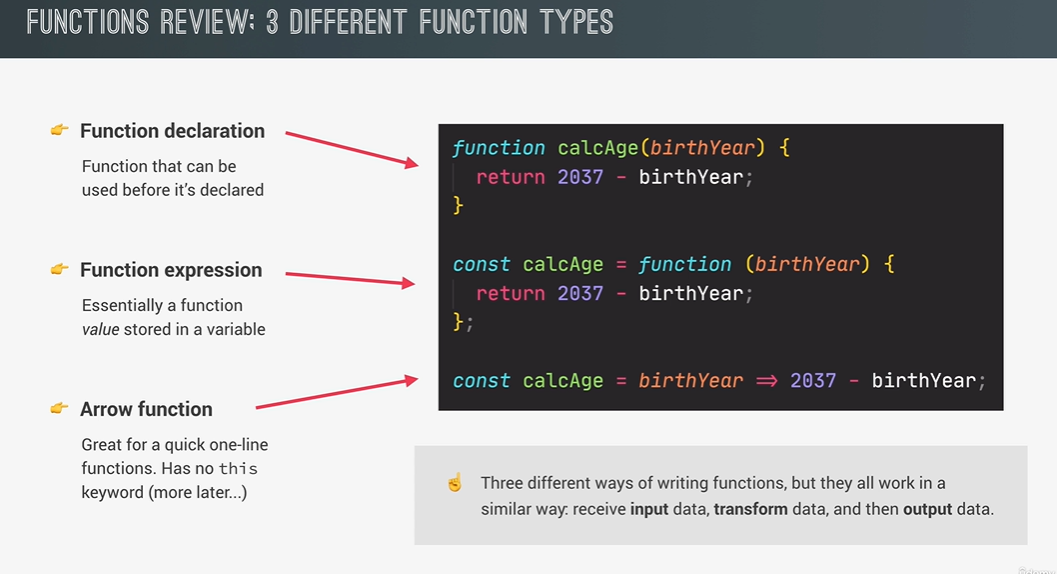 FUNCTIONS REVIEW: 3 DIFFERENT FUNCTION TYPES
👉 Function declaration
Function that can be
used before it’s declared
👉 Function expression
Essentially a function
value stored in a variable
👉 Arrow function
Great for a quick one-line
functions. Has no this
keyword (more later...)
function calcAge(birthYear) {
  return 2037 - birthYear;
}
const calcAge = function (birthYear) {
  return 2037 - birthYear;
};
const calcAge = birthYear => 2037 - birthYear;
☝️ Three different ways of writing functions, but they all work in a
similar way: receive input data, transform data, and then output data.